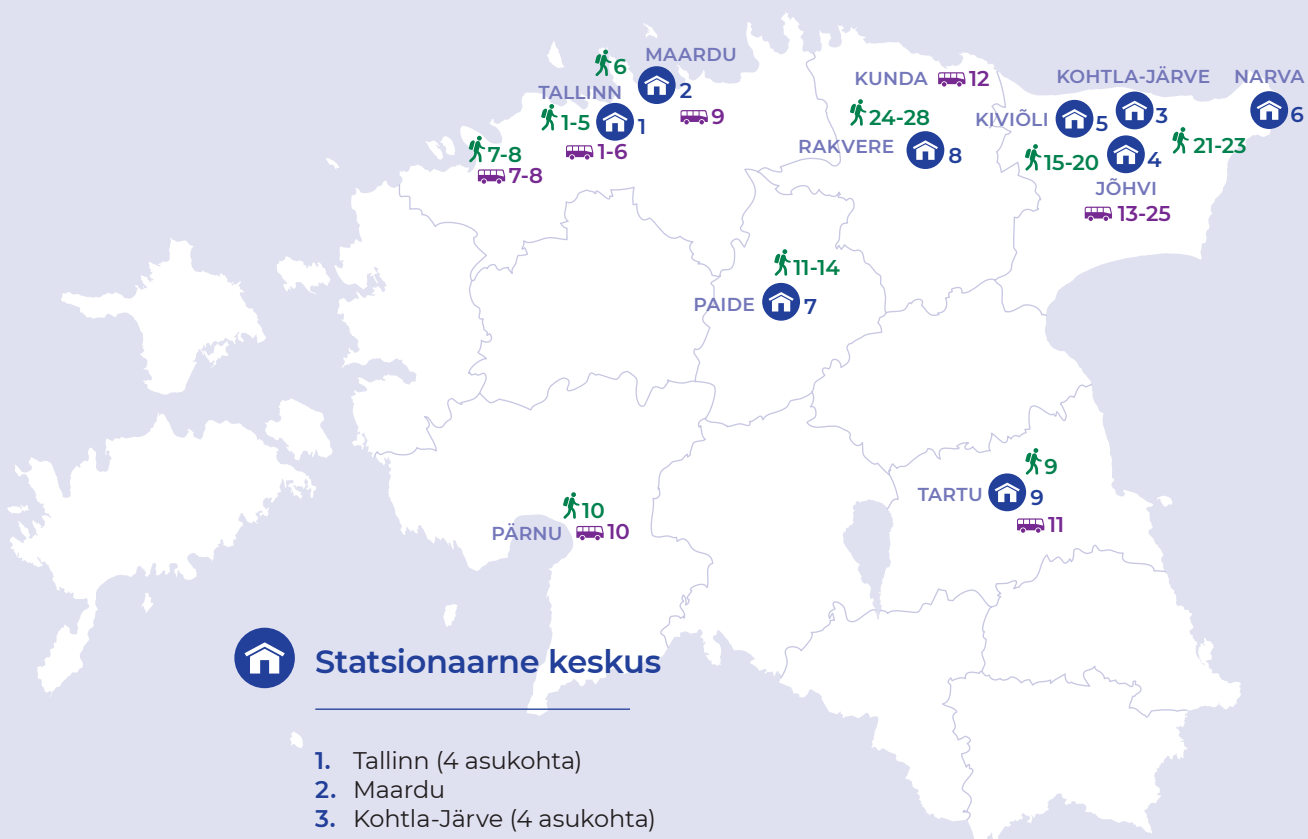 MAARDU
6
2
TALLINN
1-5
1
9
1-6
7-8
7-8
KUNDA 12
24-28
RAKVERE 8
KOHTLA-JÄRVE
3
NARVA
6
KIVIÕLI 5
21-23
15-20
4
JÕHVI
13-25
11-14
PAIDE 7
9
TARTU 9
11
10
PÄRNU 10
Statsionaarne keskus
1. Tallinn (4 asukohta)
2. Maardu
3. Kohtla-Järve (4 asukohta)